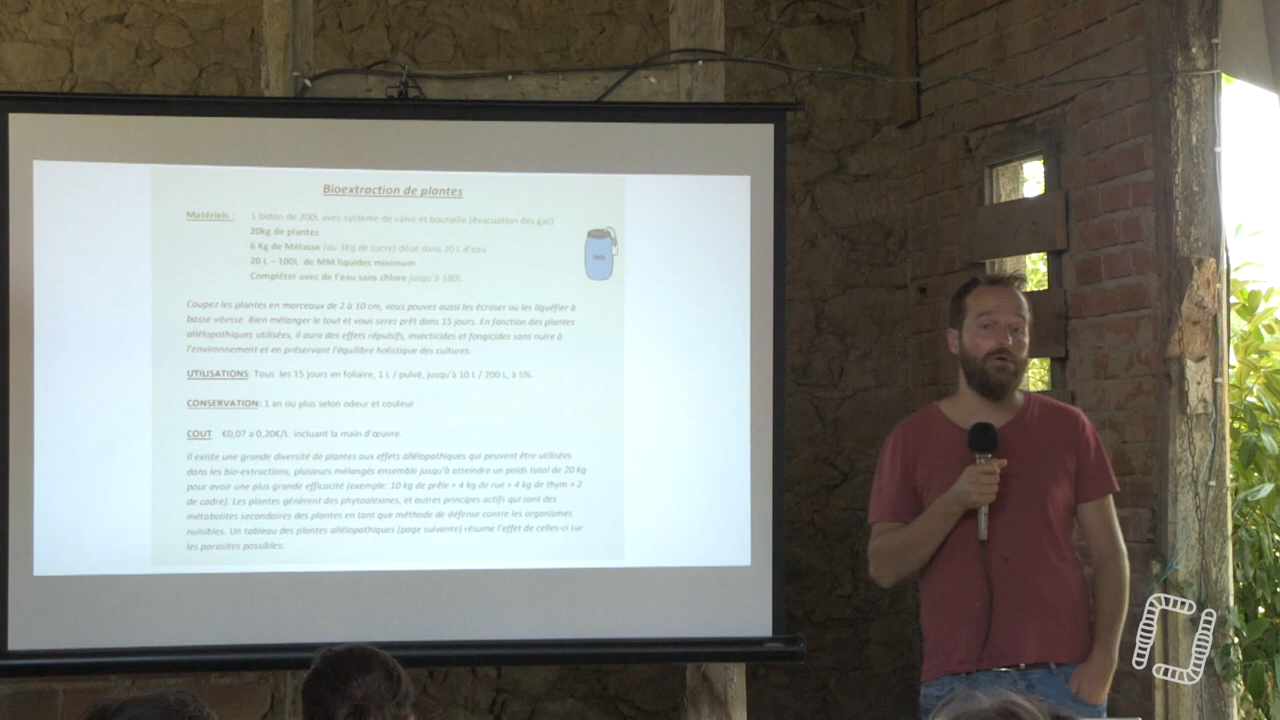 Bioextraction de plantes
Matériels : 1 bidon de 200L avec système de valve et bouteille (évacuation des gaz)
20kg de plantes
6 Kg de Mélasse (ou 3Kg de sucre) dilué dans 20 L d'eau
20 L – 100L de MM liquides minimum
Compléter avec de l'eau sans chlore jusqu'à 180L
Coupez les plantes en morceaux de 2 à 10 cm, vous pouvez aussi les écraser ou les liquéfier à
basse vitesse. Bien mélanger le tout et vous serez prêt dans 15 jours. En fonction des plantes
allélopathiques utilisées, il aura des effets répulsifs, insecticides et fongicides sans nuire à
l'environnement et en préservant l'équilibre holistique des cultures.
UTILISATIONS: Tous les 15 jours en foliaire, 1 L / pulvé, jusqu'à 10 L / 200 L, à 5%.
CONSERVATION: 1 an ou plus selon odeur et couleur
COUT €0,07 a 0,20€/L incluant la main d'œuvre.
Il existe une grande diversité de plantes aux effets allélopathiques qui peuvent être utilisées
dans les bio-extractions, plusieurs mélangés ensemble jusqu'à atteindre un poids total de 20 kg
pour avoir une plus grande efficacité (exemple: 10 kg de prêle + 4 kg de rue + 4 kg de thym + 2
de cadre). Les plantes génèrent des phytoalexines, et autres principes actifs qui sont des
métabolites secondaires des plantes en tant que méthode de défense contre les organismes
nuisibles. Un tableau des plantes allélopathiques (page suivante) résume l'effet de celles-ci sur
les parasites possibles: